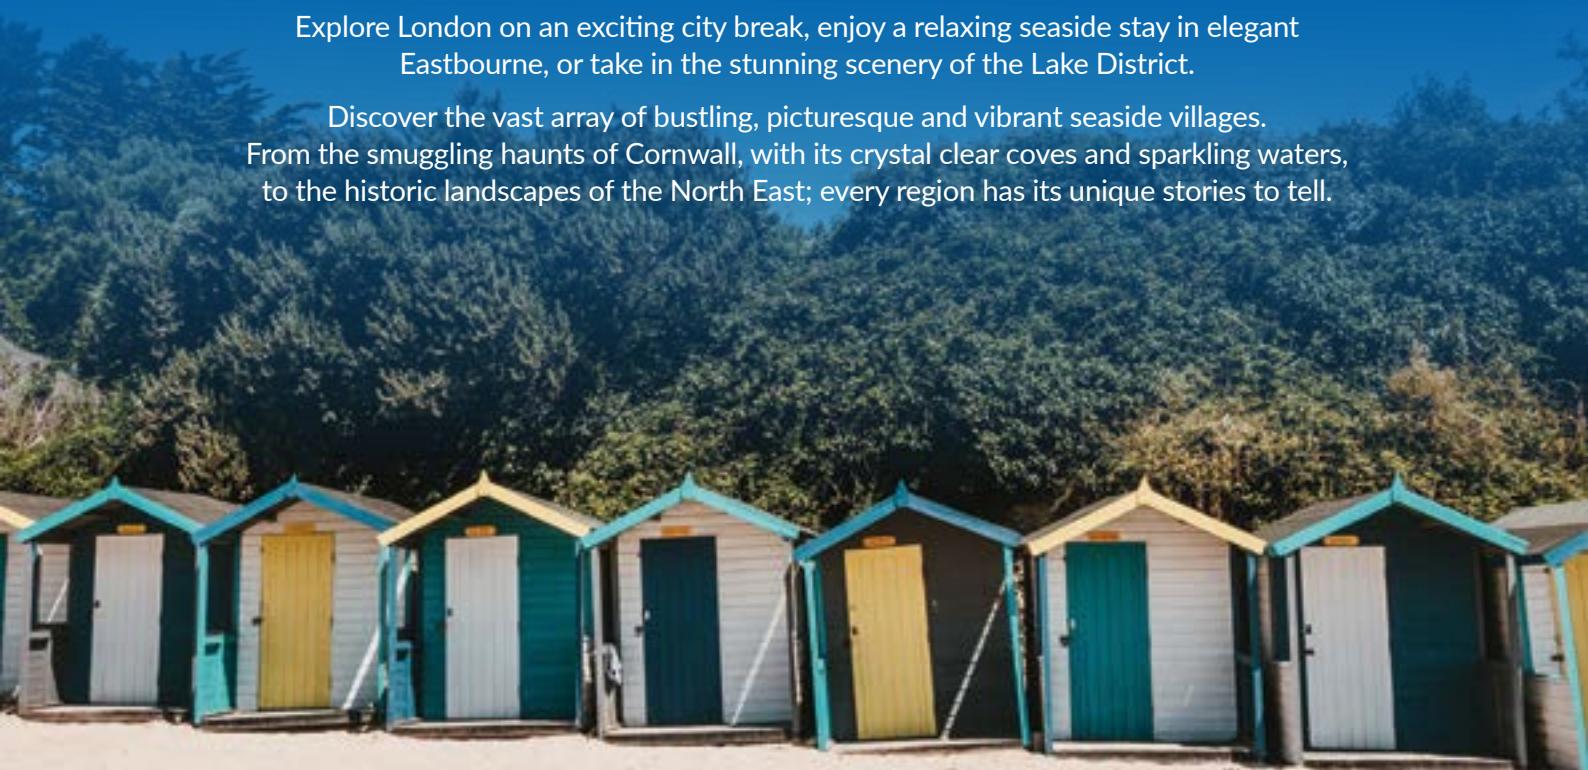 Explore London on an exciting city break, enjoy a relaxing seaside stay in elegant
Eastbourne, or take in the stunning scenery of the Lake District.
Discover the vast array of bustling, picturesque and vibrant seaside villages.
From the smuggling haunts of Cornwall, with its crystal clear coves and sparkling waters,
to the historic landscapes of the North East; every region has its unique stories to tell.